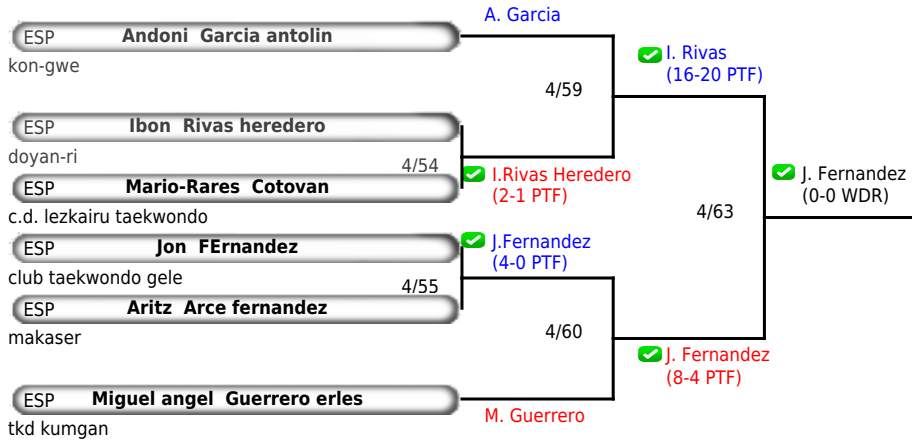 A. Garcia
ESP Andoni Garcia antolin
kon-gwe
I. Rivas
(16-20 PTF)
4/59
ESP Ibon Rivas heredero
doyan-ri
4/54
I.Rivas Heredero
(2-1 PTF)
ESP Mario-Rares Cotovan
c.d. lezkairu taekwondo
J. Fernandez
(0-0 WDR)
4/63
ESP Jon FErnandez
club taekwondo gele
J.Fernandez
(4-0 PTF)
4/55
ESP Aritz Arce fernandez
makaser
4/60
J. Fernandez
(8-4 PTF)
ESP Miguel angel Guerrero erles
tkd kumgan
M. Guerrero